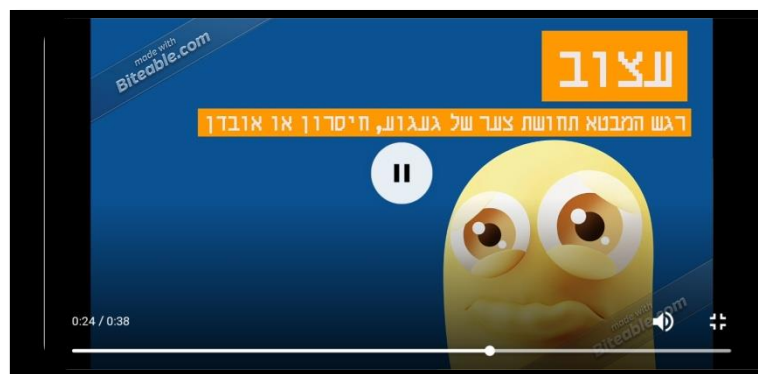 made with
Biteable.com
עצוב
רגש המבטא תחושת צער של געגוע, חיסרון או אובדן
0:24 / 0:38
made with
Biteable.com